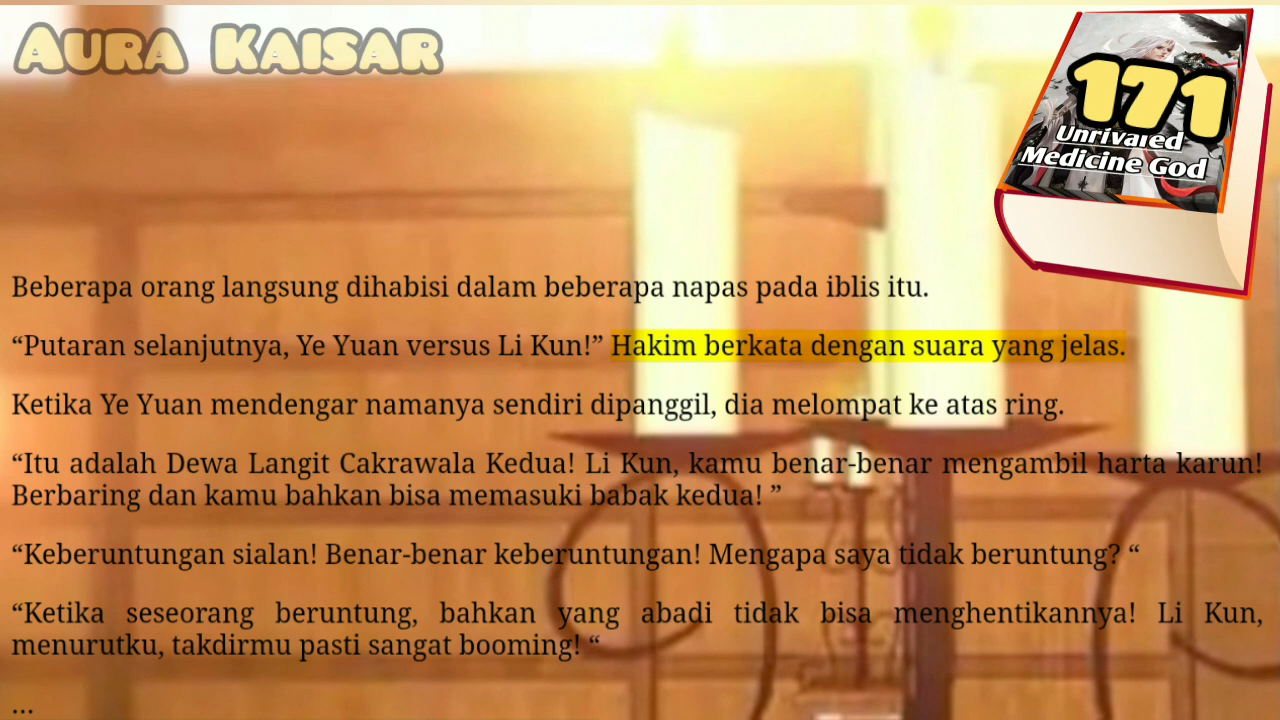 Aura Kaisar
171
Unrivaled
Medicine God
Beberapa orang langsung dihabisi dalam beberapa napas pada iblis itu.
“Putaran selanjutnya, Ye Yuan versus Li Kun!” Hakim berkata dengan suara yang jelas.
Ketika Ye Yuan mendengar namanya sendiri dipanggil, dia melompat ke atas ring.
“Itu adalah Dewa Langit Cakrawala Kedua! Li Kun, kamu benar-benar mengambil harta karun!
Berbaring dan kamu bahkan bisa memasuki babak kedua! ”
“Keberuntungan sialan! Benar-benar keberuntungan! Mengapa saya tidak beruntung? “
“Ketika seseorang beruntung, bahkan yang abadi tidak bisa menghentikannya! Li Kun,
menurutku, takdirmu pasti sangat booming! “
...